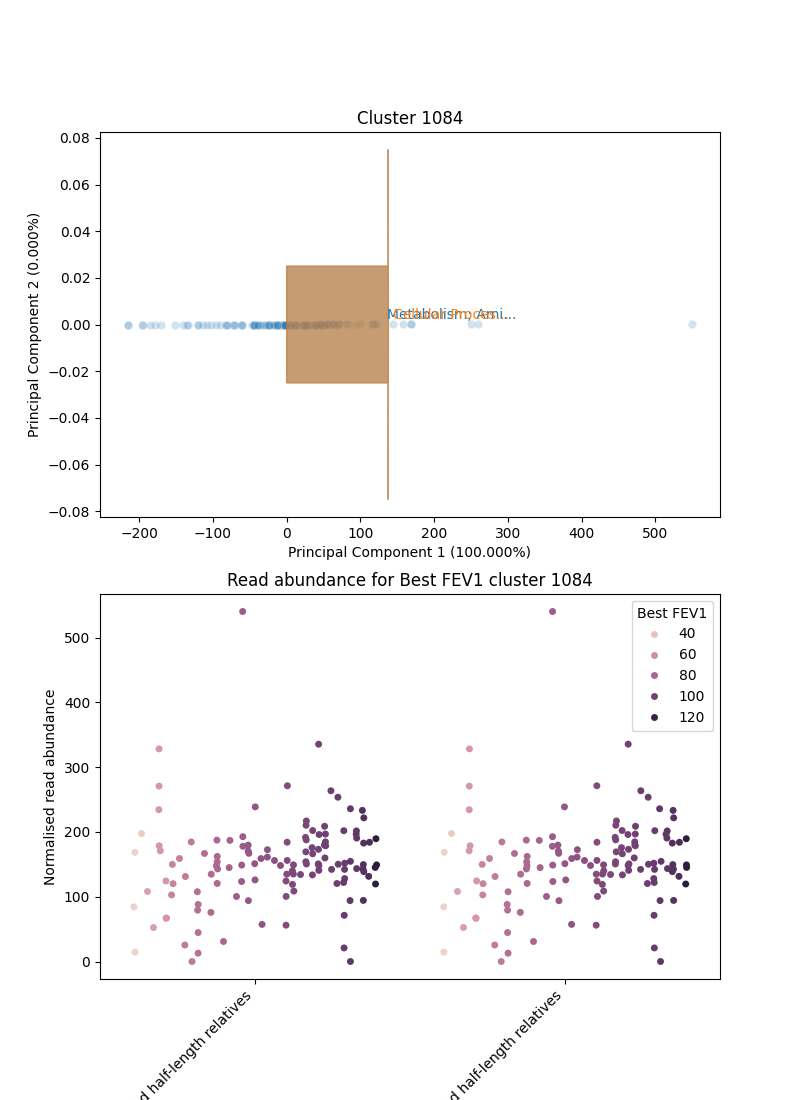 Cluster 1084
0.08
0.06
0.04
0.02
0.00
−0.02
−0.04
−0.06
−0.08
Principal Component 2 (0.000%)
Metabolism; Ami...
−200 −100 0 100 200 300 400 500
Principal Component 1 (100.000%)
Read abundance for Best FEV1 cluster 1084
500
400
300
200
100
0
Normalised read abundance
Best FEV1
40
60
80
100
120
d half-length relatives
d half-length relatives